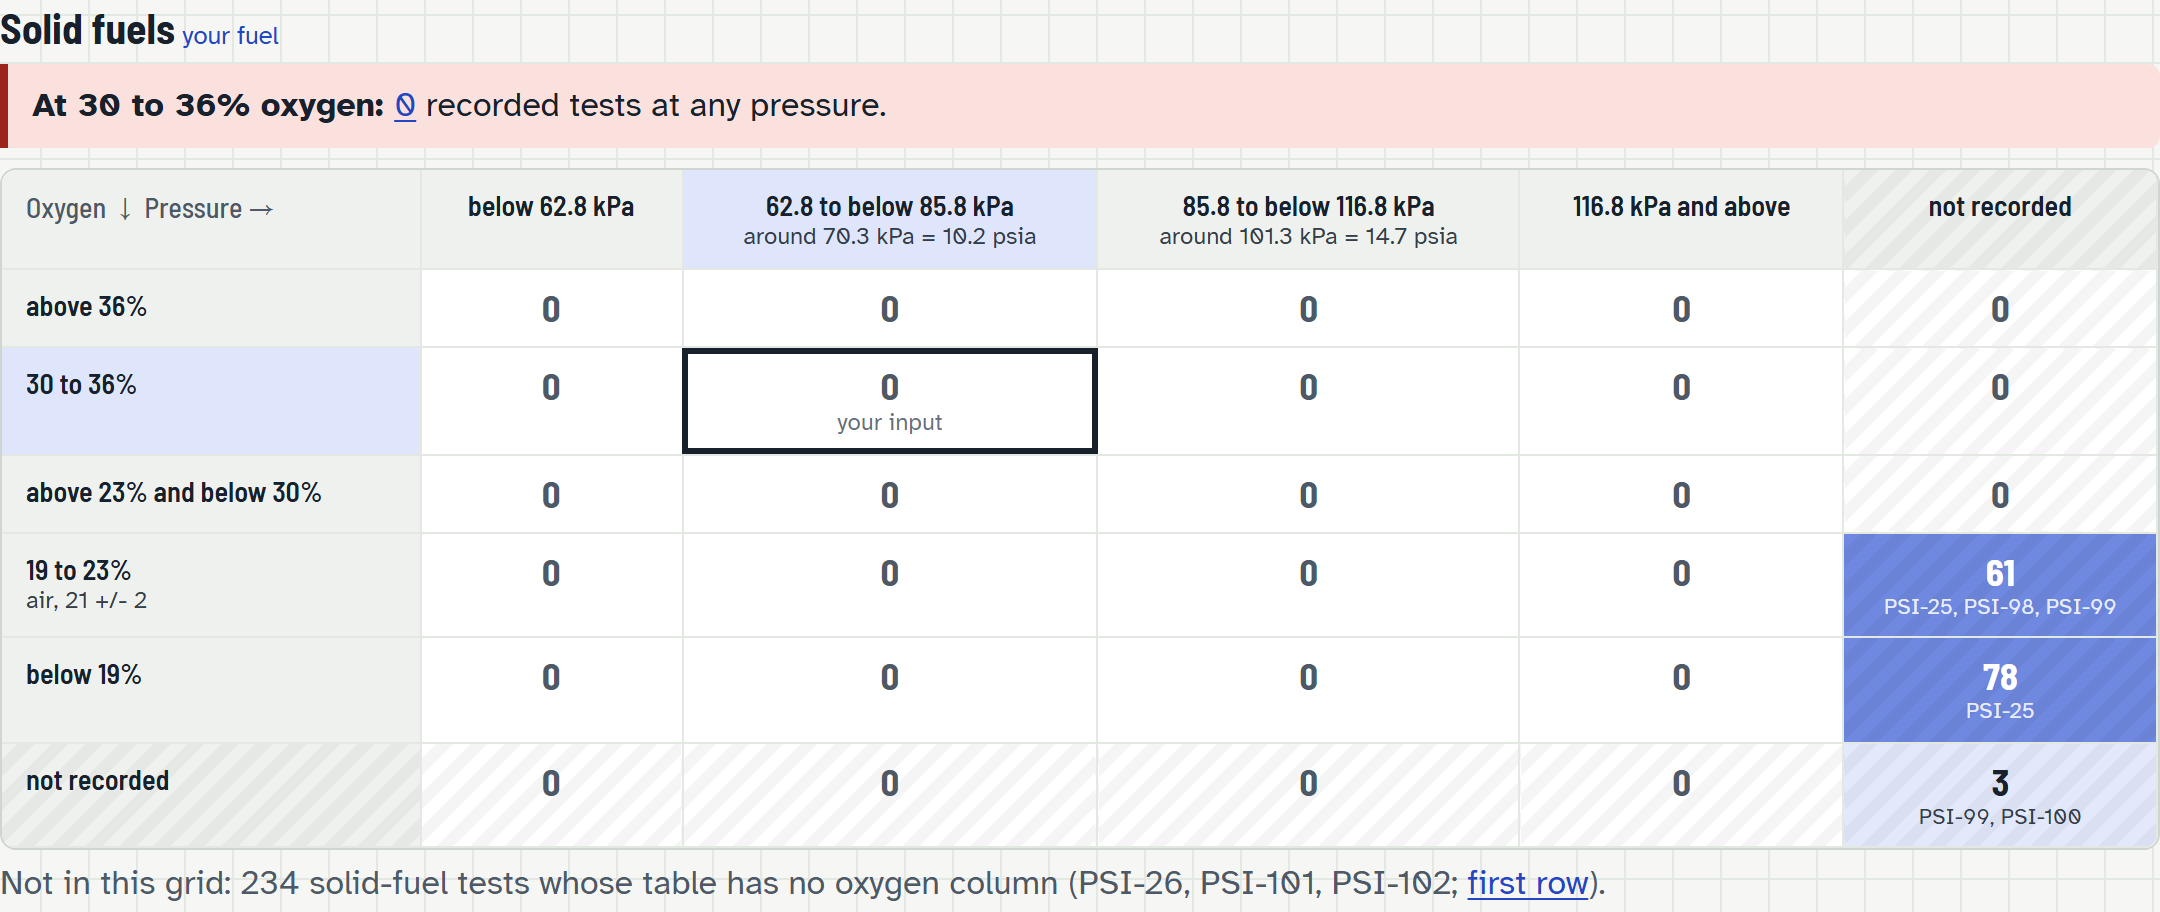 Solid fuels your fuel
At 30 to 36% oxygen: 0 recorded tests at any pressure.
Oxygen ↓ Pressure → below 62.8 kPa 62.8 to below 85.8 kPa 85.8 to below 116.8 kPa 116.8 kPa and above not recorded
around 70.3 kPa = 10.2 psia around 101.3 kPa = 14.7 psia
above 36% 0 0 0 0 0
30 to 36% 0 0 0 0 0
your input
above 23% and below 30% 0 0 0 0 0
19 to 23% 0 0 0 0 61
air, 21 +/- 2 PSI-25, PSI-98, PSI-99
below 19% 0 0 0 0 78
PSI-25
not recorded 0 0 0 0 3
PSI-99, PSI-100
Not in this grid: 234 solid-fuel tests whose table has no oxygen column (PSI-26, PSI-101, PSI-102; first row).